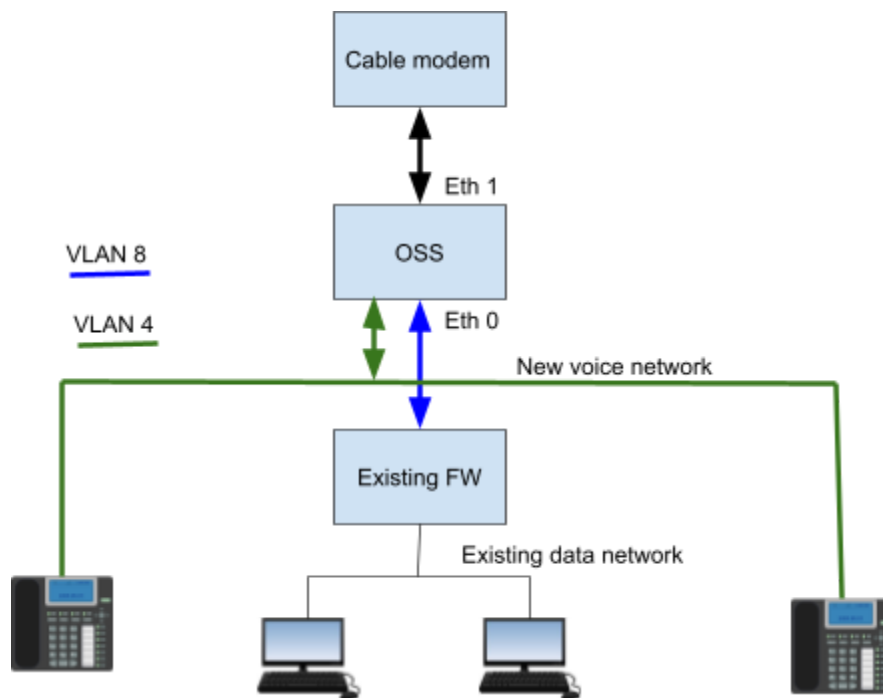 Cable modem
Eth 1
OSS
VLAN 8
Eth 0
VLAN 4
New voice network
Existing FW
Existing data network